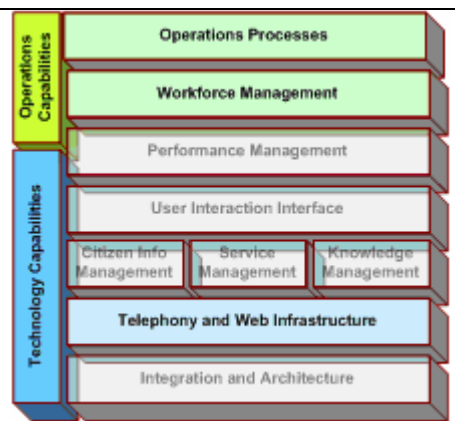 Operations
Capabilities
Operations Processes
Workforce Management
Performance Management
Technology Capabilities
User Interaction Interface
Citizen Info
Management
Service
Management
Knowledge
Management
Telephony and Web Infrastructure
Integration and Architecture